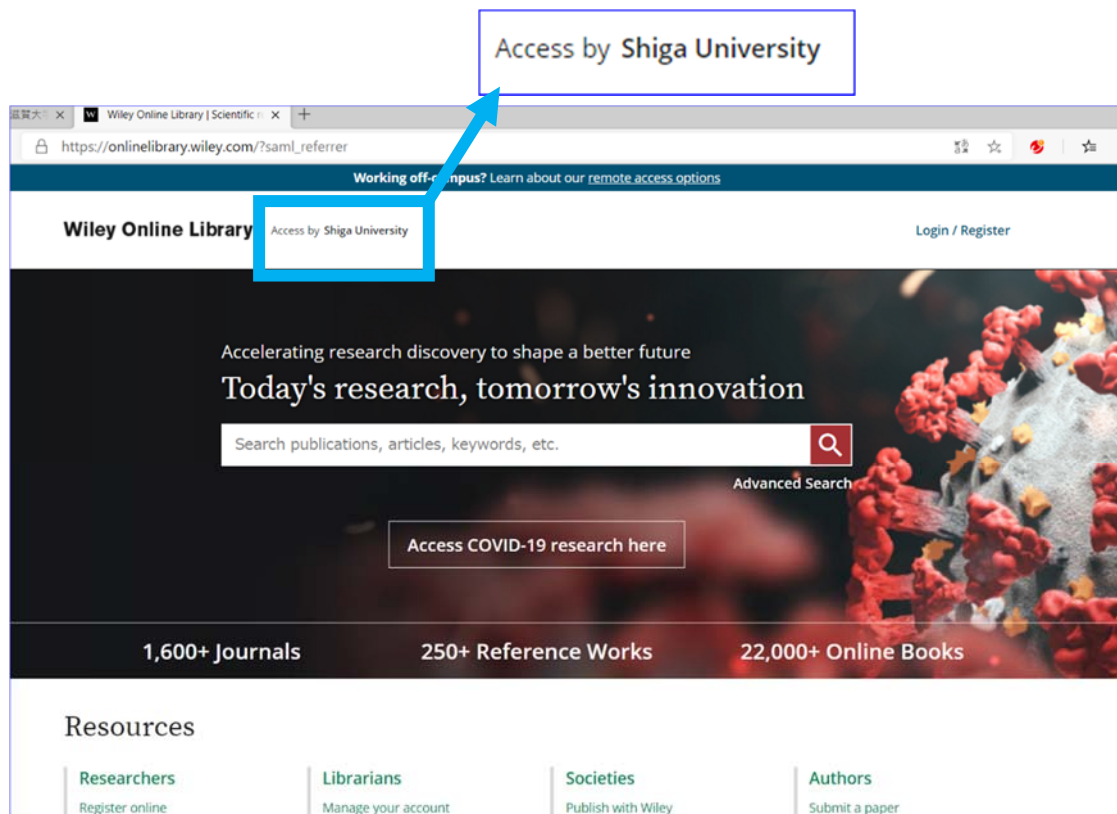 Access by Shiga University
滋賀大
Wiley Online Library | Scientific r
https://onlinelibrary.wiley.com/?saml_referrer
Working off-campus? Learn about our remote access options
Wiley Online Library Access by Shiga University
Login / Register
Accelerating research discovery to shape a better future
Today's research, tomorrow's innovation
Search publications, articles, keywords, etc.
Advanced Search
Access COVID-19 research here
1,600+ Journals 250+ Reference Works 22,000+ Online Books
Resources
Researchers Librarians Societies Authors
Register online Manage your account Publish with Wiley Submit a paper